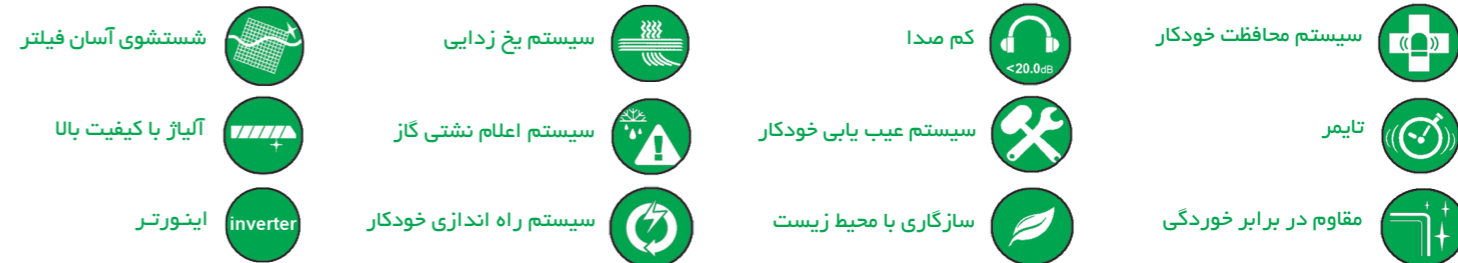 سیستم محافظت خودکار
کم صدا
<20.0dB
سیستم یخ زدایی
شستشوی آسان فیلتر
تایمر
سیستم عیب یابی خودکار
سیستم اعلام نشتی گاز
آلیاژ با کیفیت بالا
مقاوم در برابر خوردگی
سازگاری با محیط زیست
سیستم راه اندازی خودکار
اینورتر
inverter